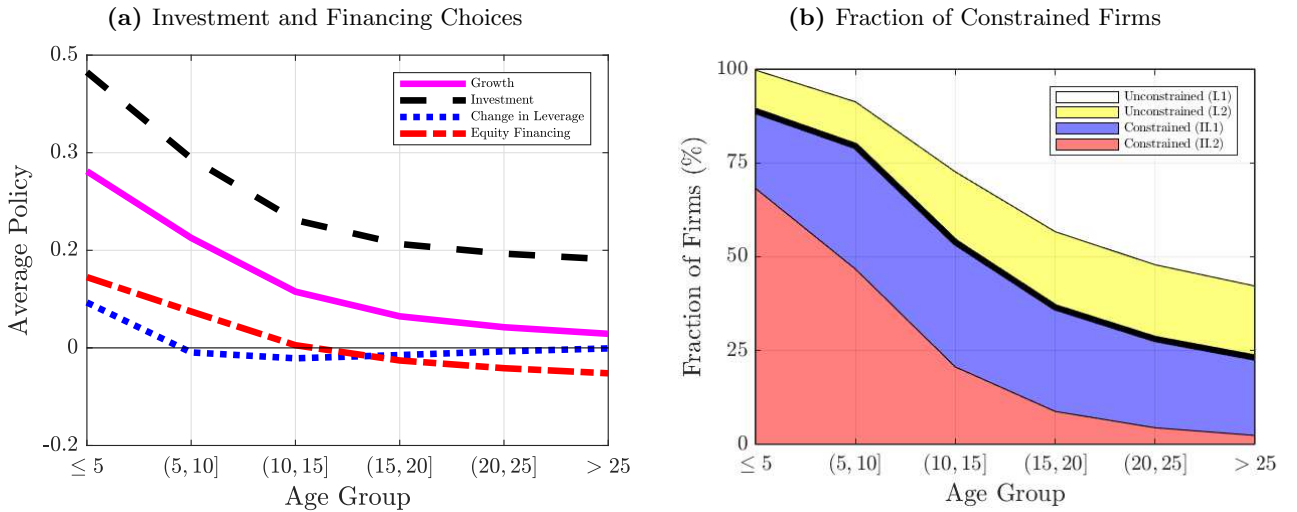 (a) Investment and Financing Choices
0.5
0.3
0.2
0
-0.2
Average Policy
Growth
Investment
Change in Leverage
Equity Financing
≤ 5
(5, 10]
(10, 15]
(15, 20]
(20, 25]
> 25
Age Group
(b) Fraction of Constrained Firms
100
75
50
25
0
Fraction of Firms (%)
Unconstrained (I.1)
Unconstrained (I.2)
Constrained (II.1)
Constrained (II.2)
≤ 5
(5, 10]
(10, 15]
(15, 20]
(20, 25]
> 25
Age Group